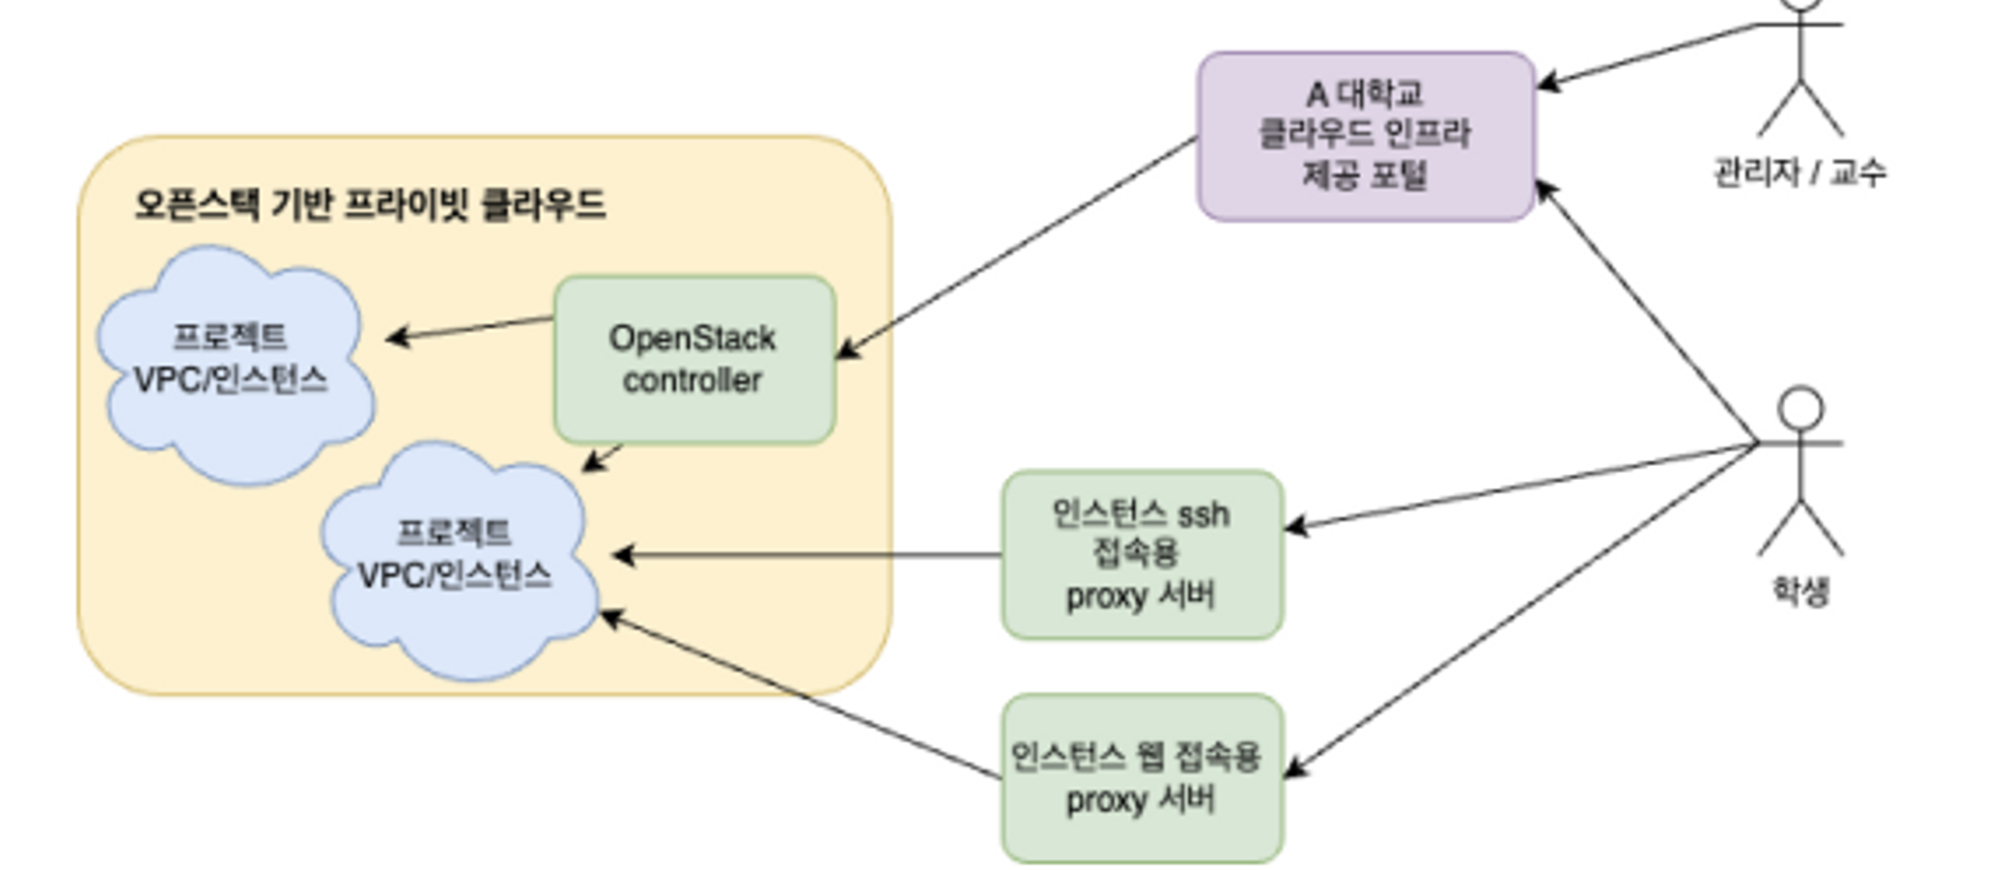 A 대학교
클라우드 인프라
제공 포털
관리자 / 교수
오픈스택 기반 프라이빗 클라우드
프로젝트
VPC/인스턴스
OpenStack
controller
프로젝트
VPC/인스턴스
인스턴스 ssh
접속용
proxy 서버
학생
인스턴스 웹 접속용
proxy 서버